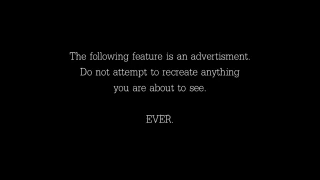 The following feature is an advertisment.
Do not attempt to recreate anything
you are about to see.
EVER.